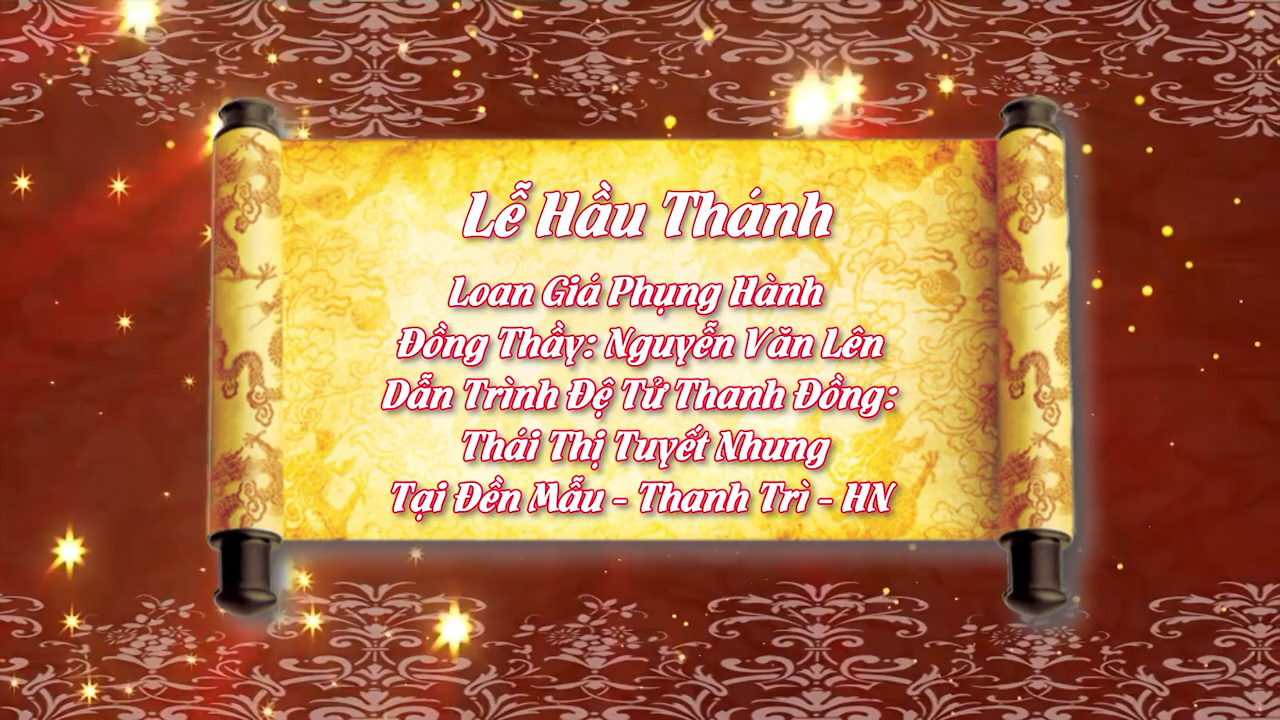 Lễ Hầu Thánh
Loan Giá Phụng Hành
Đồng Thầy: Nguyễn Văn Lên
Dẫn Trình Đệ Tử Thanh Đồng:
Thái Thị Tuyết Nhung
Tại Đền Mẫu - Thanh Trì - HN